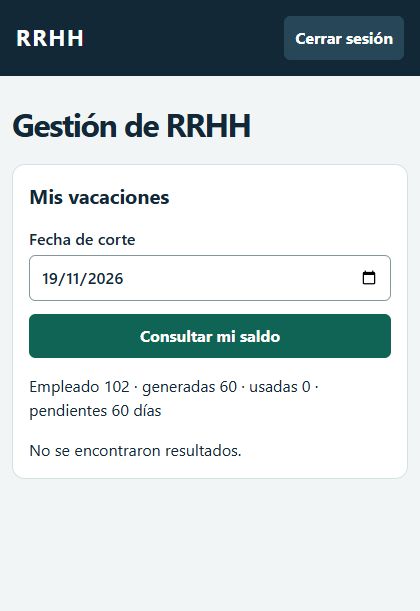 RRHH
Cerrar sesión
Gestión de RRHH
Mis vacaciones
Fecha de corte
19/11/2026
Consultar mi saldo
Empleado 102 · generadas 60 · usadas 0 ·
pendientes 60 días
No se encontraron resultados.